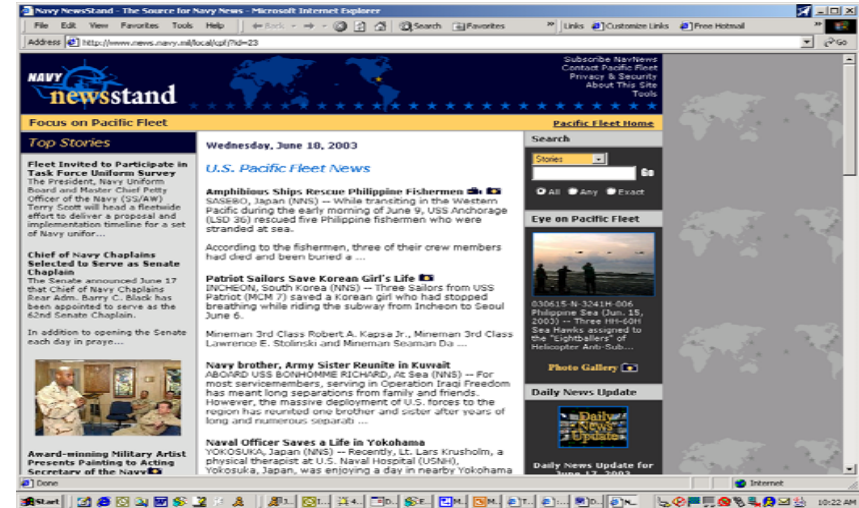 Navy NewsStand - The Source for Navy News - Microsoft Internet Explorer
File Edit View Favorites Tools Help
Back
Search Favorites
Links Customize Links Free Hotmail
Address http://www.news.navy.mil/local/cpf/?id=23
Go
NAVY
newsstand
Subscribe NavNews
Contact Pacific Fleet
Privacy & Security
About This Site
Tools
Focus on Pacific Fleet
Pacific Fleet Home
Top Stories
Fleet Invited to Participate in
Task Force Uniform Survey
The President, Navy Uniform
Board and Master Chief Petty
Officer of the Navy (SS/AW)
Terry Scott will head a fleetwide
effort to deliver a proposal and
implementation timeline for a set
of Navy unifor...
Chief of Navy Chaplains
Selected to Serve as Senate
Chaplain
The Senate announced June 17
that Chief of Navy Chaplains
Rear Adm. Barry C. Black has
been appointed to serve as the
62nd Senate Chaplain.
In addition to opening the Senate
each day in praye...
Award-winning Military Artist
Presents Painting to Acting
Secretary of the Navy
Wednesday, June 18, 2003
U.S. Pacific Fleet News
Amphibious Ships Rescue Philippine Fishermen
SASEBO, Japan (NNS) -- While transiting in the Western
Pacific during the early morning of June 9, USS Anchorage
(LSD 36) rescued five Philippine fishermen who were
stranded at sea.
According to the fishermen, three of their crew members
had died and been buried a ...
Patriot Sailors Save Korean Girl's Life
INCHEON, South Korea (NNS) -- Three Sailors from USS
Patriot (MCM 7) saved a Korean girl who had stopped
breathing while riding the subway from Incheon to Seoul
June 6.
Mineman 3rd Class Robert A. Kapsa Jr., Mineman 3rd Class
Lawrence E. Stolinski and Mineman Seaman Da ...
Navy brother, Army Sister Reunite in Kuwait
ABOARD USS BONHOMME RICHARD, At Sea (NNS) -- For
most servicemembers, serving in Operation Iraqi Freedom
has meant long separations from family and friends.
However, the massive deployment of U.S. forces to the
region has reunited one brother and sister after years of
long and numerous separati ...
Naval Officer Saves a Life in Yokohama
YOKOSUKA, Japan (NNS) -- Recently, Lt. Lars Krusholm, a
physical therapist at U.S. Naval Hospital (USNH),
Yokosuka, Japan, was enjoying a day in nearby Yokohama
Search
Stories
Go
All Any Exact
Eye on Pacific Fleet
030615-N-3241H-006
Philippine Sea (Jun. 15,
2003) -- Three HH-60H
Sea Hawks assigned to
the "Eightballers" of
Helicopter Anti-Sub...
Photo Gallery
Daily News Update
Daily
News
Update
Daily News Update for
June 17, 2003
Done
Internet
Start
10:22 AM